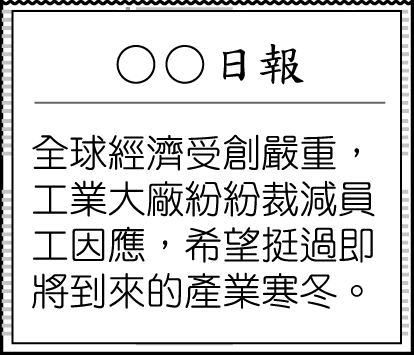 ○○日報
全球經濟受創嚴重，
工業大廠紛紛裁減員
工因應，希望挺過即
將到來的產業寒冬。